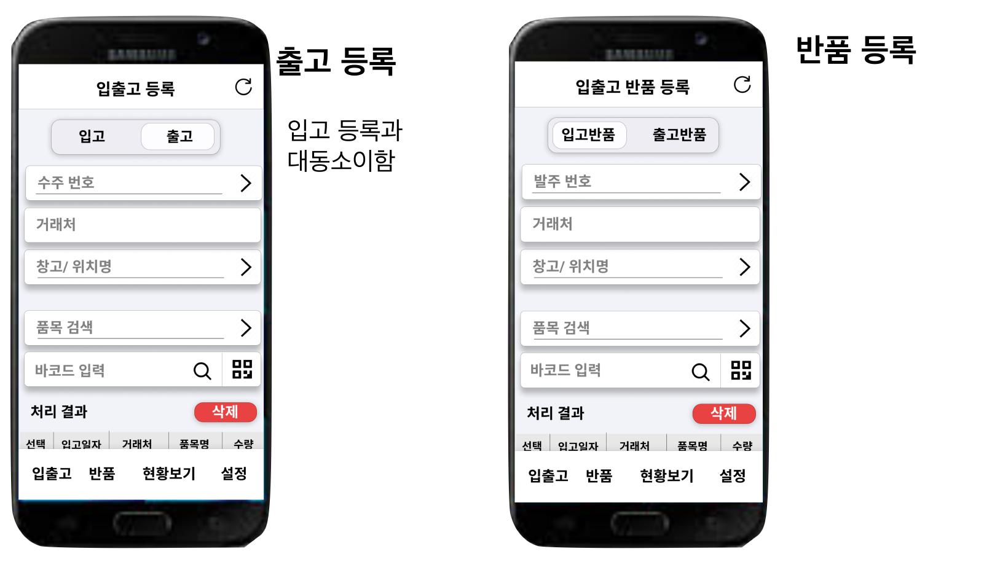 SAMSUNG
출고 등록
입출고 등록
입고 등록과
대동소이함
입고
출고
수주 번호
거래처
창고/ 위치명
품목 검색
바코드 입력
처리 결과
삭제
선택
입고일자
거래처
품목명
수량
입출고
반품
현황보기
설정
SAMSUNG
반품 등록
입출고 반품 등록
입고반품
출고반품
발주 번호
거래처
창고/ 위치명
품목 검색
바코드 입력
처리 결과
삭제
선택
입고일자
거래처
품목명
수량
입출고
반품
현황보기
설정